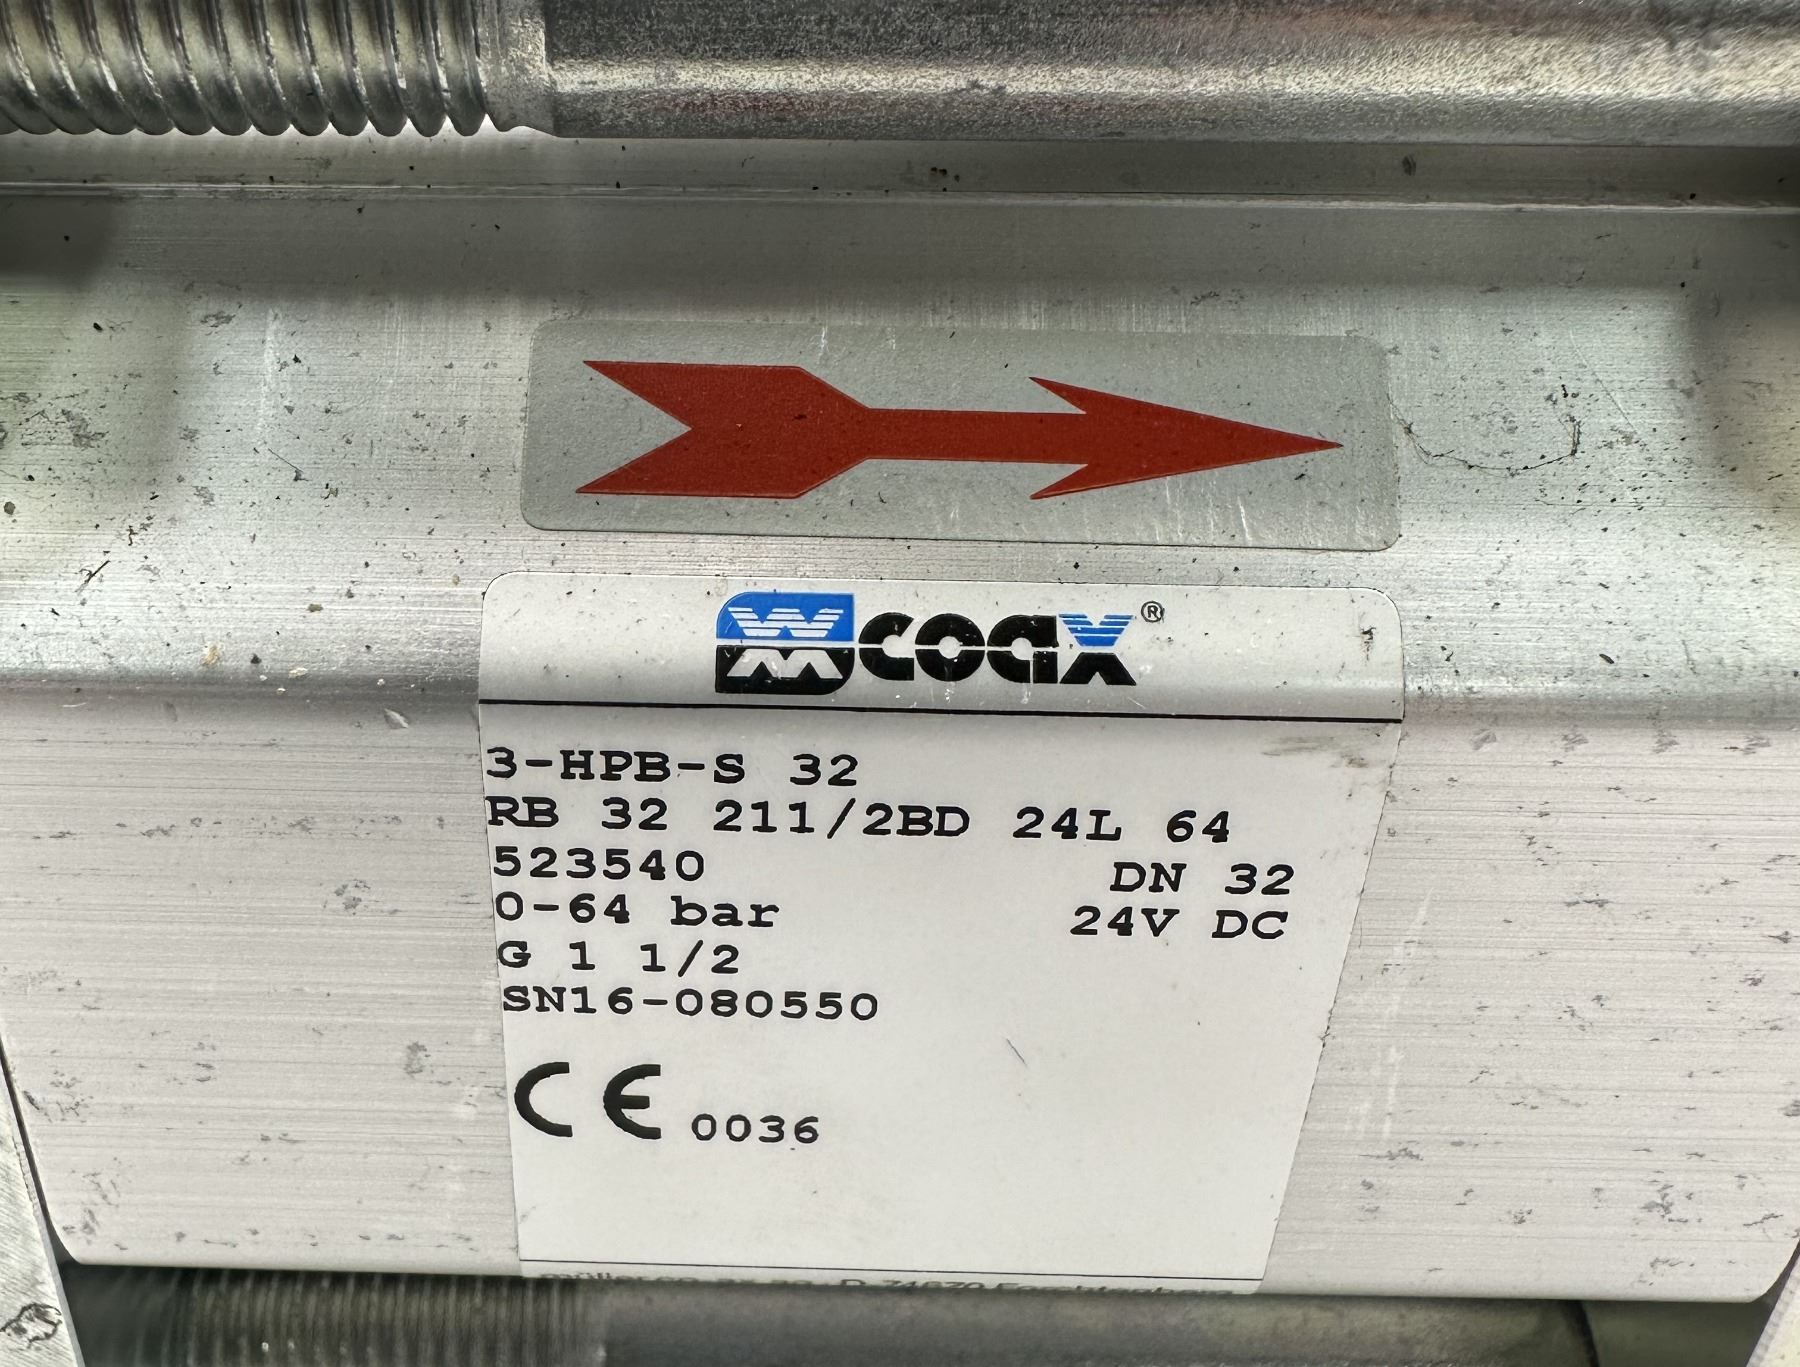 coax®
3-HPB-S 32
RB 32 211/2BD 24L 64
523540 DN 32
0-64 bar 24V DC
G 1 1/2
SN16-080550
CE 0036